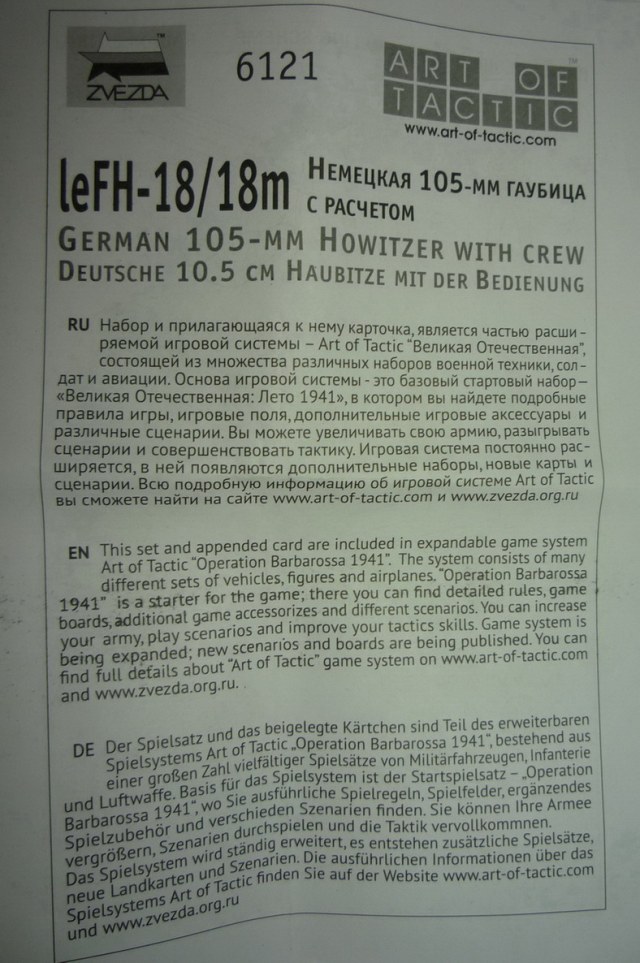 ZVEZDA
6121
ART OF
TACTIC
™
www.art-of-tactic.com
leFH-18/18m
НЕМЕЦКАЯ 105-ММ ГАУБИЦА
С РАСЧЕТОМ
GERMAN 105-MM HOWITZER WITH CREW
DEUTSCHE 10.5 CM HAUBITZE MIT DER BEDIENUNG
RU Набор и прилагающаяся к нему карточка, является частью расши-
ряемой игровой системы – Art of Tactic "Великая Отечественная",
состоящей из множества различных наборов военной техники, сол-
дат и авиации. Основа игровой системы - это базовый стартовый набор –
«Великая Отечественная: Лето 1941», в котором вы найдете подробные
правила игры, игровые поля, дополнительные игровые аксессуары и
различные сценарии. Вы можете увеличивать свою армию, разыгрывать
сценарии и совершенствовать тактику. Игровая система постоянно рас-
ширяется, в ней появляются дополнительные наборы, новые карты и
сценарии. Всю подробную информацию об игровой системе Art of Tactic
вы сможете найти на сайте www.art-of-tactic.com и www.zvezda.org.ru
EN This set and appended card are included in expandable game system
Art of Tactic "Operation Barbarossa 1941". The system consists of many
different sets of vehicles, figures and airplanes. "Operation Barbarossa
1941" is a starter for the game; there you can find detailed rules, game
boards, additional game accessorizes and different scenarios. You can increase
your army, play scenarios and improve your tactics skills. Game system is
being expanded; new scenarios and boards are being published. You can
find full details about "Art of Tactic" game system on www.art-of-tactic.com
and www.zvezda.org.ru.
DE Der Spielsatz und das beigelegte Kärtchen sind Teil des erweiterbaren
Spielsystems Art of Tactic „Operation Barbarossa 1941", bestehend aus
einer großen Zahl vielfältiger Spielsätze von Militärfahrzeugen, Infanterie
und Luftwaffe. Basis für das Spielsystem ist der Startspielsatz – „Operation
Barbarossa 1941", wo Sie ausführliche Spielregeln, Spielfelder, ergänzendes
Spielzubehör und verschieden Szenarien finden. Sie können Ihre Armee
vergrößern, Szenarien durchspielen und die Taktik vervollkommnen.
Das Spielsystem wird ständig erweitert, es entstehen zusätzliche Spielsätze,
neue Landkarten und Szenarien. Die ausführlichen Informationen über das
Spielsystems Art of Tactic finden Sie auf der Website www.art-of-tactic.com
und www.zvezda.org.ru